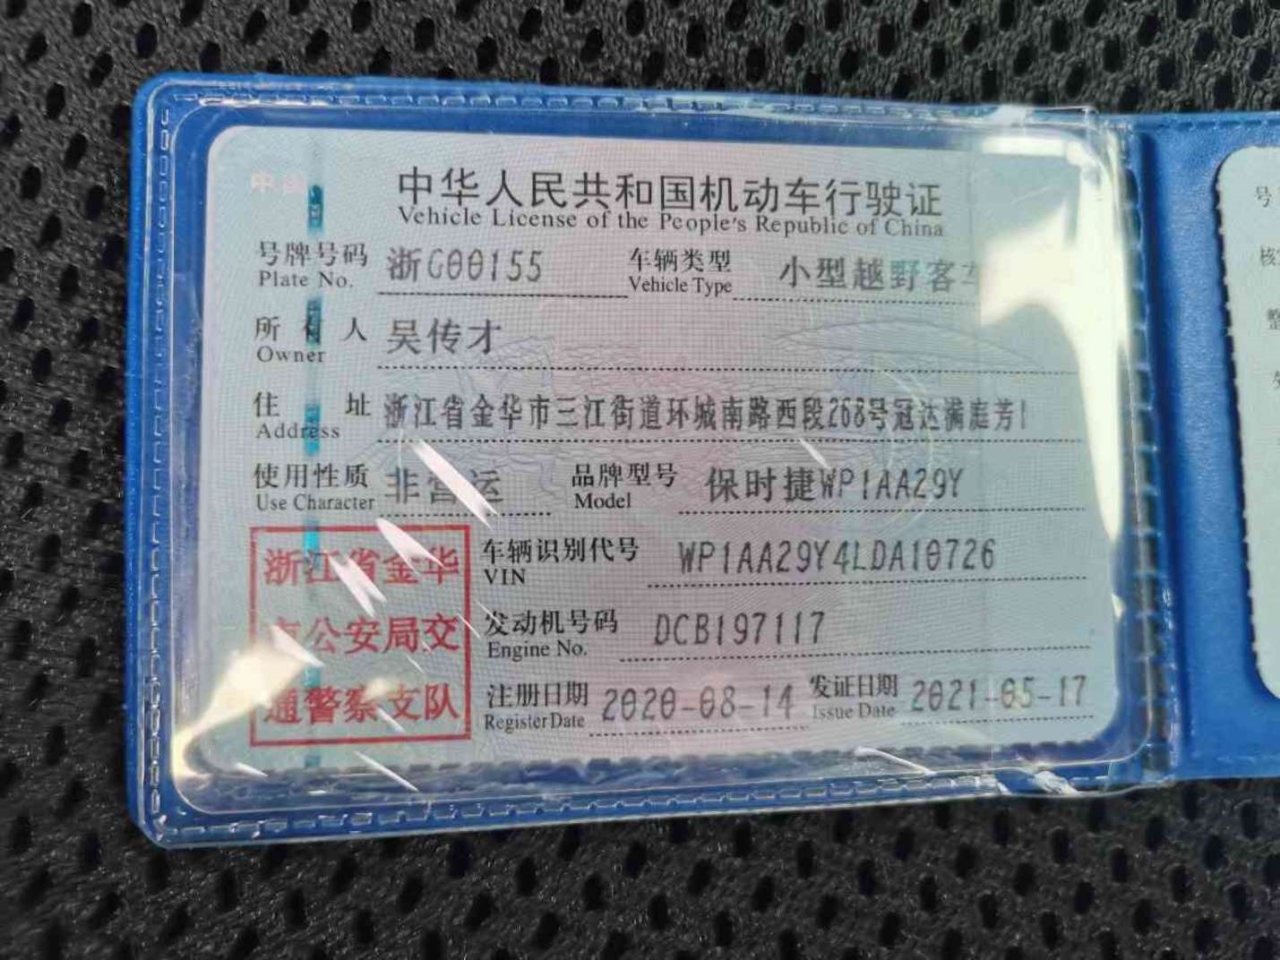 中国
中华人民共和国机动车行驶证
Vehicle License of the People's Republic of China
号牌号码 浙G00155 车辆类型 小型越野客车
Plate No. Vehicle Type
所有人 吴传才
Owner
住址 浙江省金华市三江街道环城南路西段268号冠达满庭芳1
Address
使用性质 非营运 品牌型号 保时捷WP1AA29Y
Use Character Model
浙江省金华
市公安局交
通警察支队
车辆识别代号 WP1AA29Y4LDA10726
VIN
发动机号码 DCB197117
Engine No.
注册日期 2020-08-14 发证日期 2021-05-17
Register Date Issue Date
号
核
整